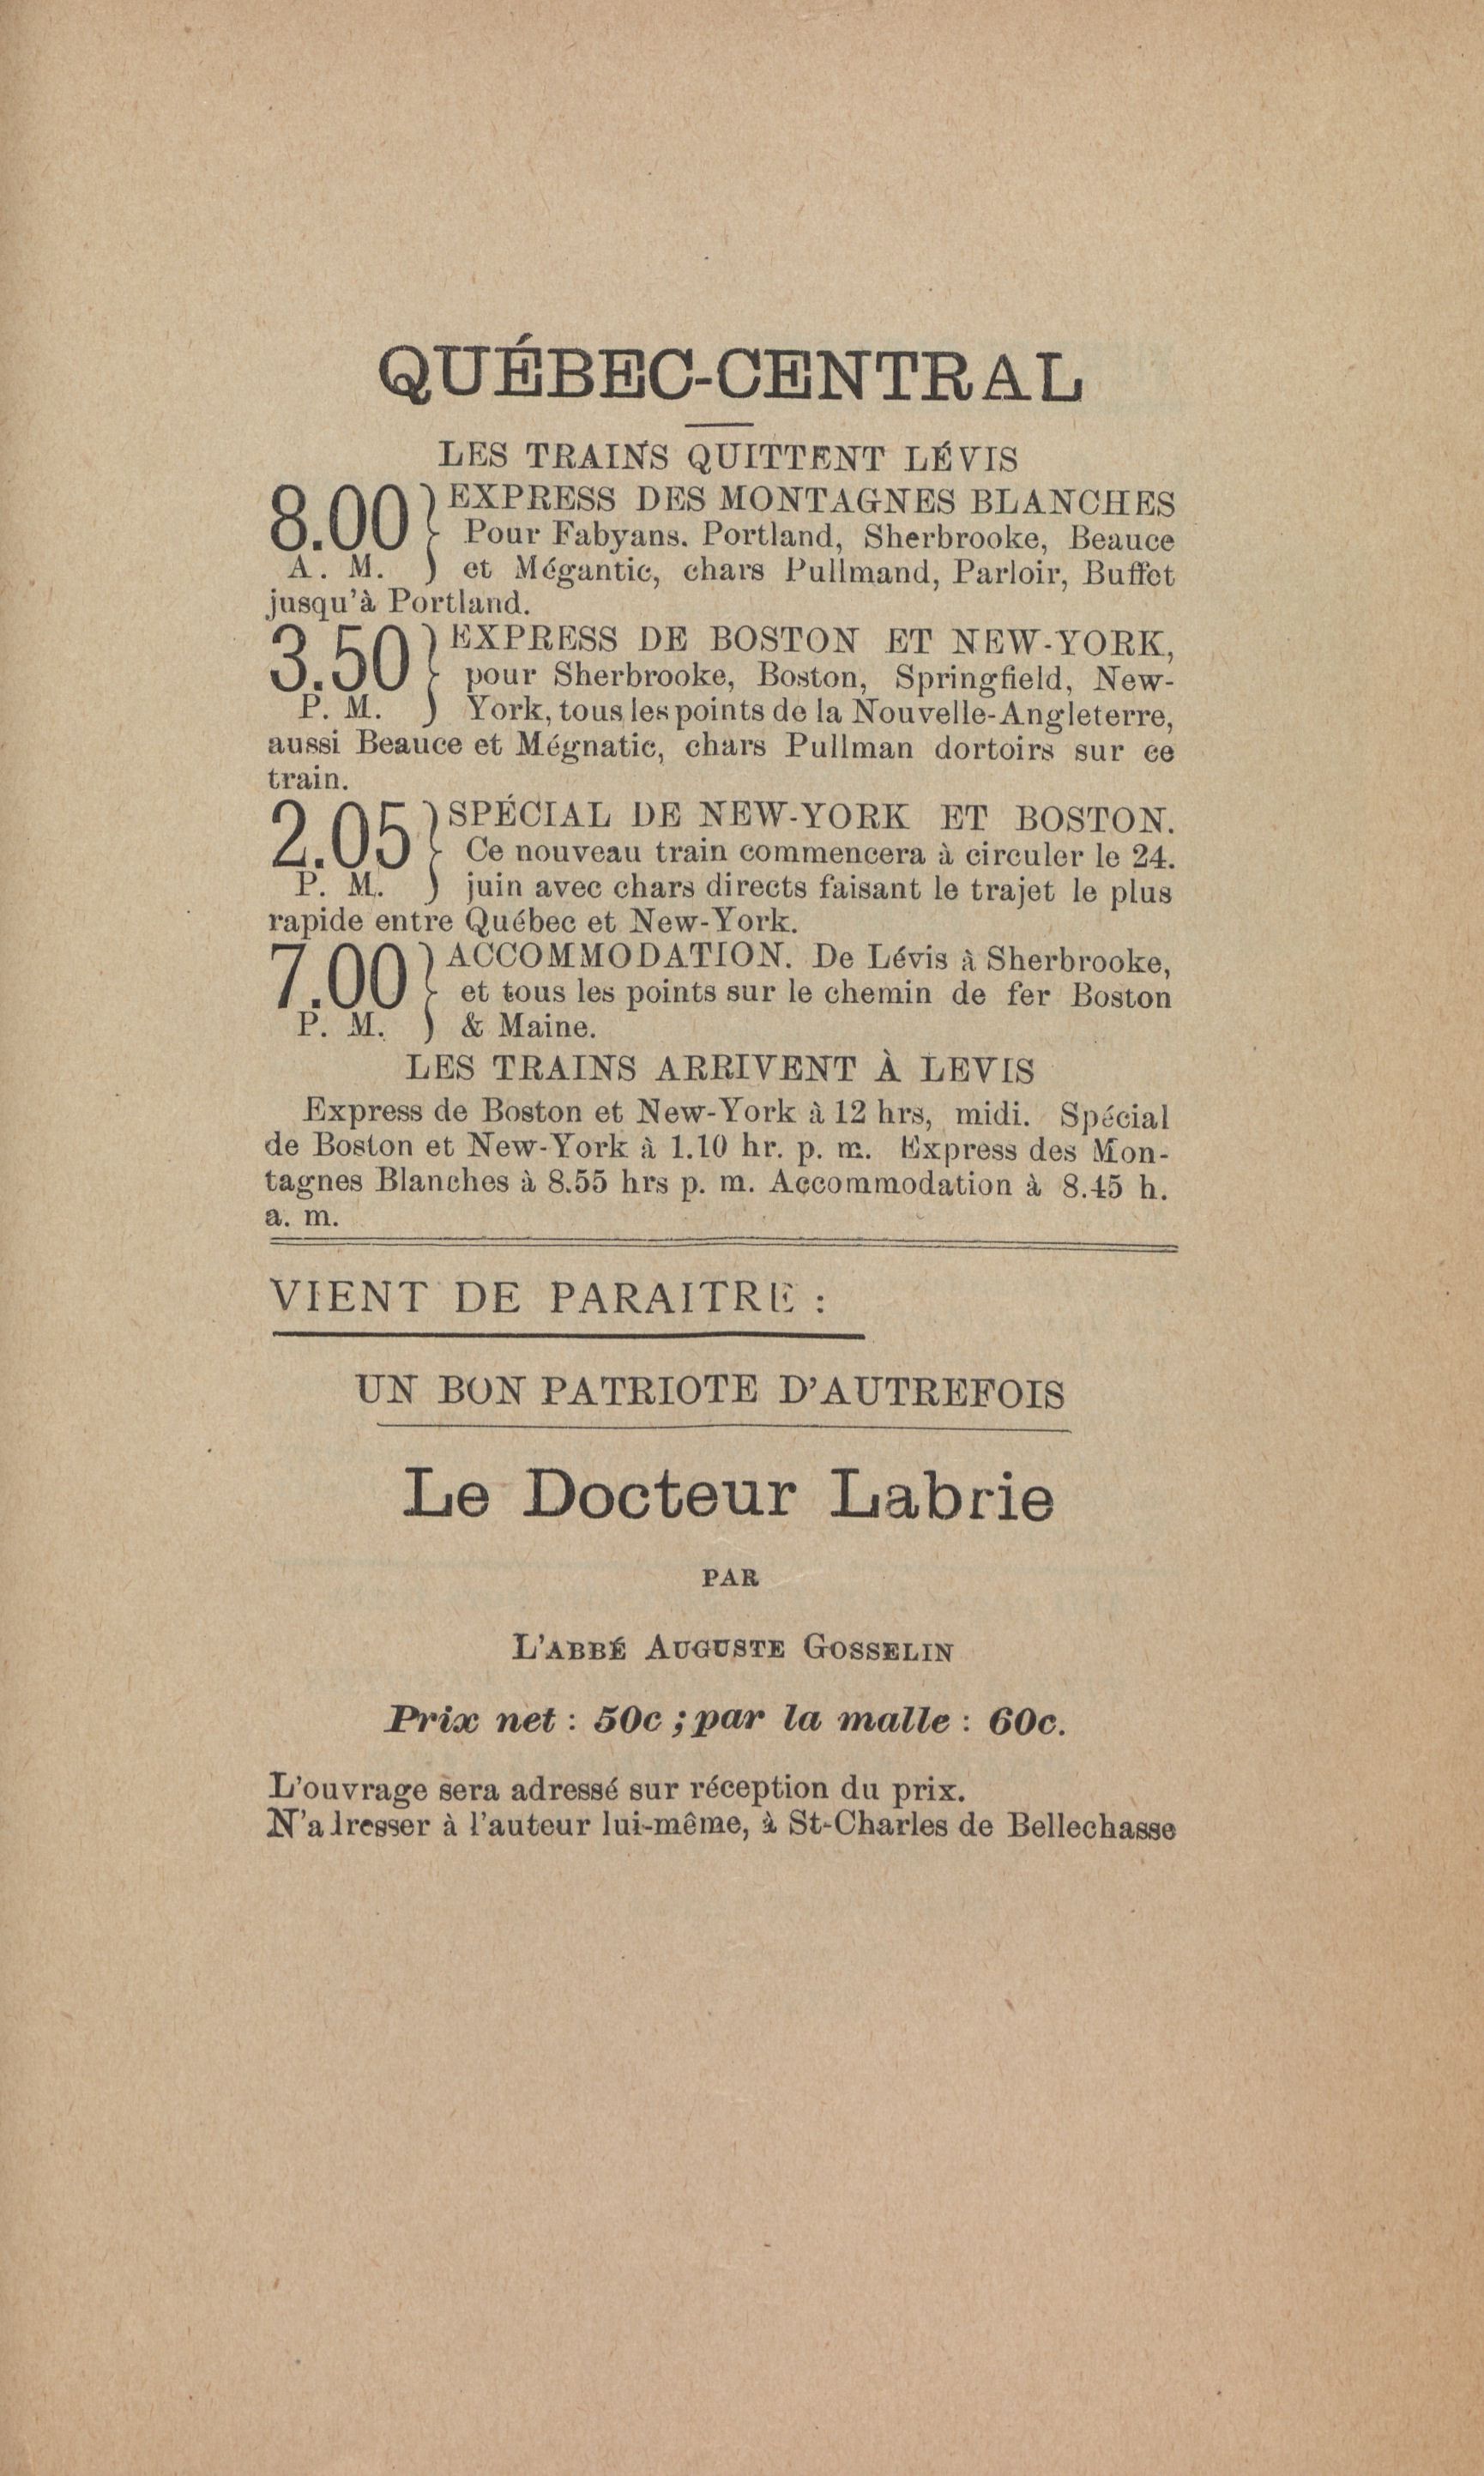 QUÉBEC-CENTRAL
LES TRAINS QUITTENT LÉVIS
8.00 } EXPRESS DES MONTAGNES BLANCHES
Pour Fabyans. Portland, Sherbrooke, Beauce
A. M. et Mégantic, chars Pullmand, Parloir, Buffet
jusqu'à Portland.
3.50 } EXPRESS DE BOSTON ET NEW-YORK,
pour Sherbrooke, Boston, Springfield, New-
P. M. York, tous les points de la Nouvelle-Angleterre,
aussi Beauce et Mégnatic, chars Pullman dortoirs sur ce
train.
2.05 } SPÉCIAL DE NEW-YORK ET BOSTON.
Ce nouveau train commencera à circuler le 24.
P. M. juin avec chars directs faisant le trajet le plus
rapide entre Québec et New-York.
7.00 } ACCOMMODATION. De Lévis à Sherbrooke,
et tous les points sur le chemin de fer Boston
P. M. & Maine.
LES TRAINS ARRIVENT À LEVIS
Express de Boston et New-York à 12 hrs, midi. Spécial
de Boston et New-York à 1.10 hr. p. m. Express des Mon-
tagnes Blanches à 8.55 hrs p. m. Accommodation à 8.45 h.
a. m.
VIENT DE PARAITRE :
UN BON PATRIOTE D'AUTREFOIS
Le Docteur Labrie
PAR
L'ABBÉ AUGUSTE GOSSELIN
Prix net : 50c ; par la malle : 60c.
L'ouvrage sera adressé sur réception du prix.
N'adresser à l'auteur lui-même, à St-Charles de Bellechasse